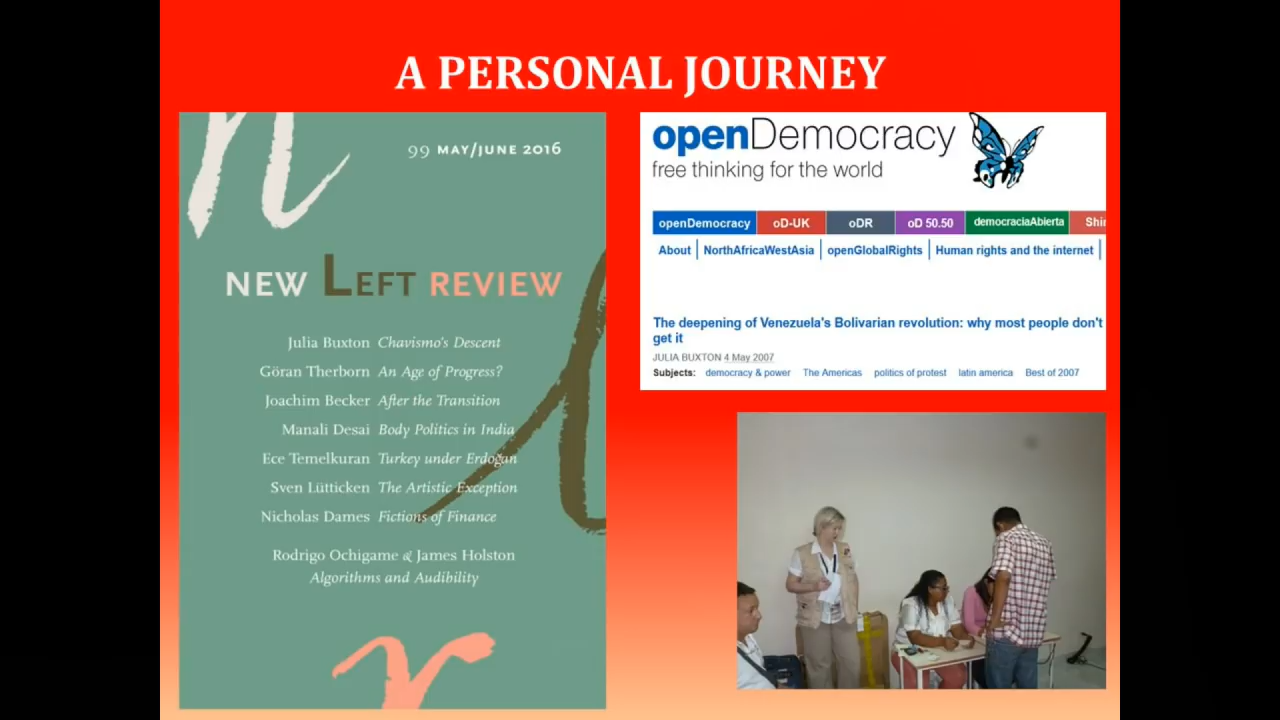 A PERSONAL JOURNEY
99 MAY/JUNE 2016
NEW LEFT REVIEW
Julia Buxton Chavismo's Descent
Göran Therborn An Age of Progress?
Joachim Becker After the Transition
Manali Desai Body Politics in India
Ece Temelkuran Turkey under Erdoğan
Sven Lütticken The Artistic Exception
Nicholas Dames Fictions of Finance
Rodrigo Ochigame & James Holston
Algorithms and Audibility
openDemocracy
free thinking for the world
openDemocracy oD-UK oDR oD 50.50 democraciaAbierta Shin
About NorthAfricaWestAsia openGlobalRights Human rights and the internet
The deepening of Venezuela's Bolivarian revolution: why most people don't
get it
JULIA BUXTON 4 May 2007
Subjects: democracy & power The Americas politics of protest latin america Best of 2007